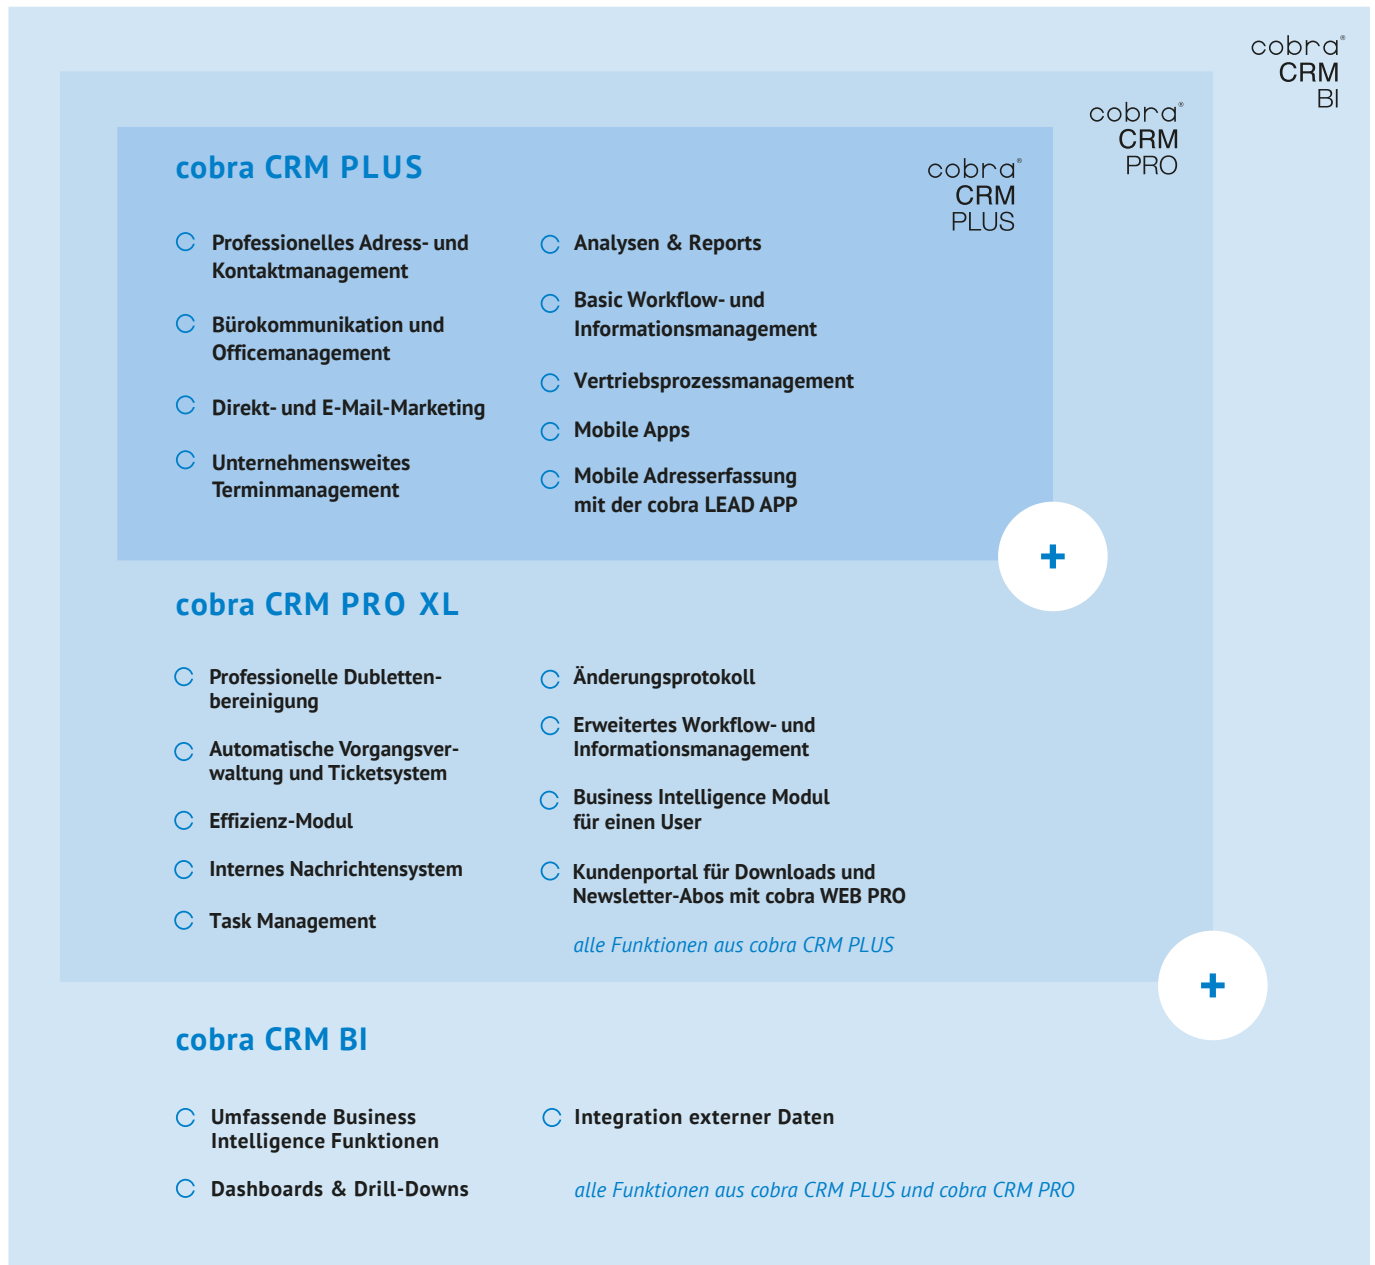 cobra®
CRM
BI
cobra®
CRM
PRO
cobra®
CRM
PLUS
cobra CRM PLUS
Professionelles Adress- und
Kontaktmanagement
Bürokommunikation und
Officemanagement
Direkt- und E-Mail-Marketing
Unternehmensweites
Terminmanagement
Analysen & Reports
Basic Workflow- und
Informationsmanagement
Vertriebsprozessmanagement
Mobile Apps
Mobile Adresserfassung
mit der cobra LEAD APP
+
cobra CRM PRO XL
Professionelle Dubletten-
bereinigung
Automatische Vorgangsver-
waltung und Ticketsystem
Effizienz-Modul
Internes Nachrichtensystem
Task Management
Änderungsprotokoll
Erweitertes Workflow- und
Informationsmanagement
Business Intelligence Modul
für einen User
Kundenportal für Downloads und
Newsletter-Abos mit cobra WEB PRO
alle Funktionen aus cobra CRM PLUS
+
cobra CRM BI
Umfassende Business
Intelligence Funktionen
Dashboards & Drill-Downs
Integration externer Daten
alle Funktionen aus cobra CRM PLUS und cobra CRM PRO